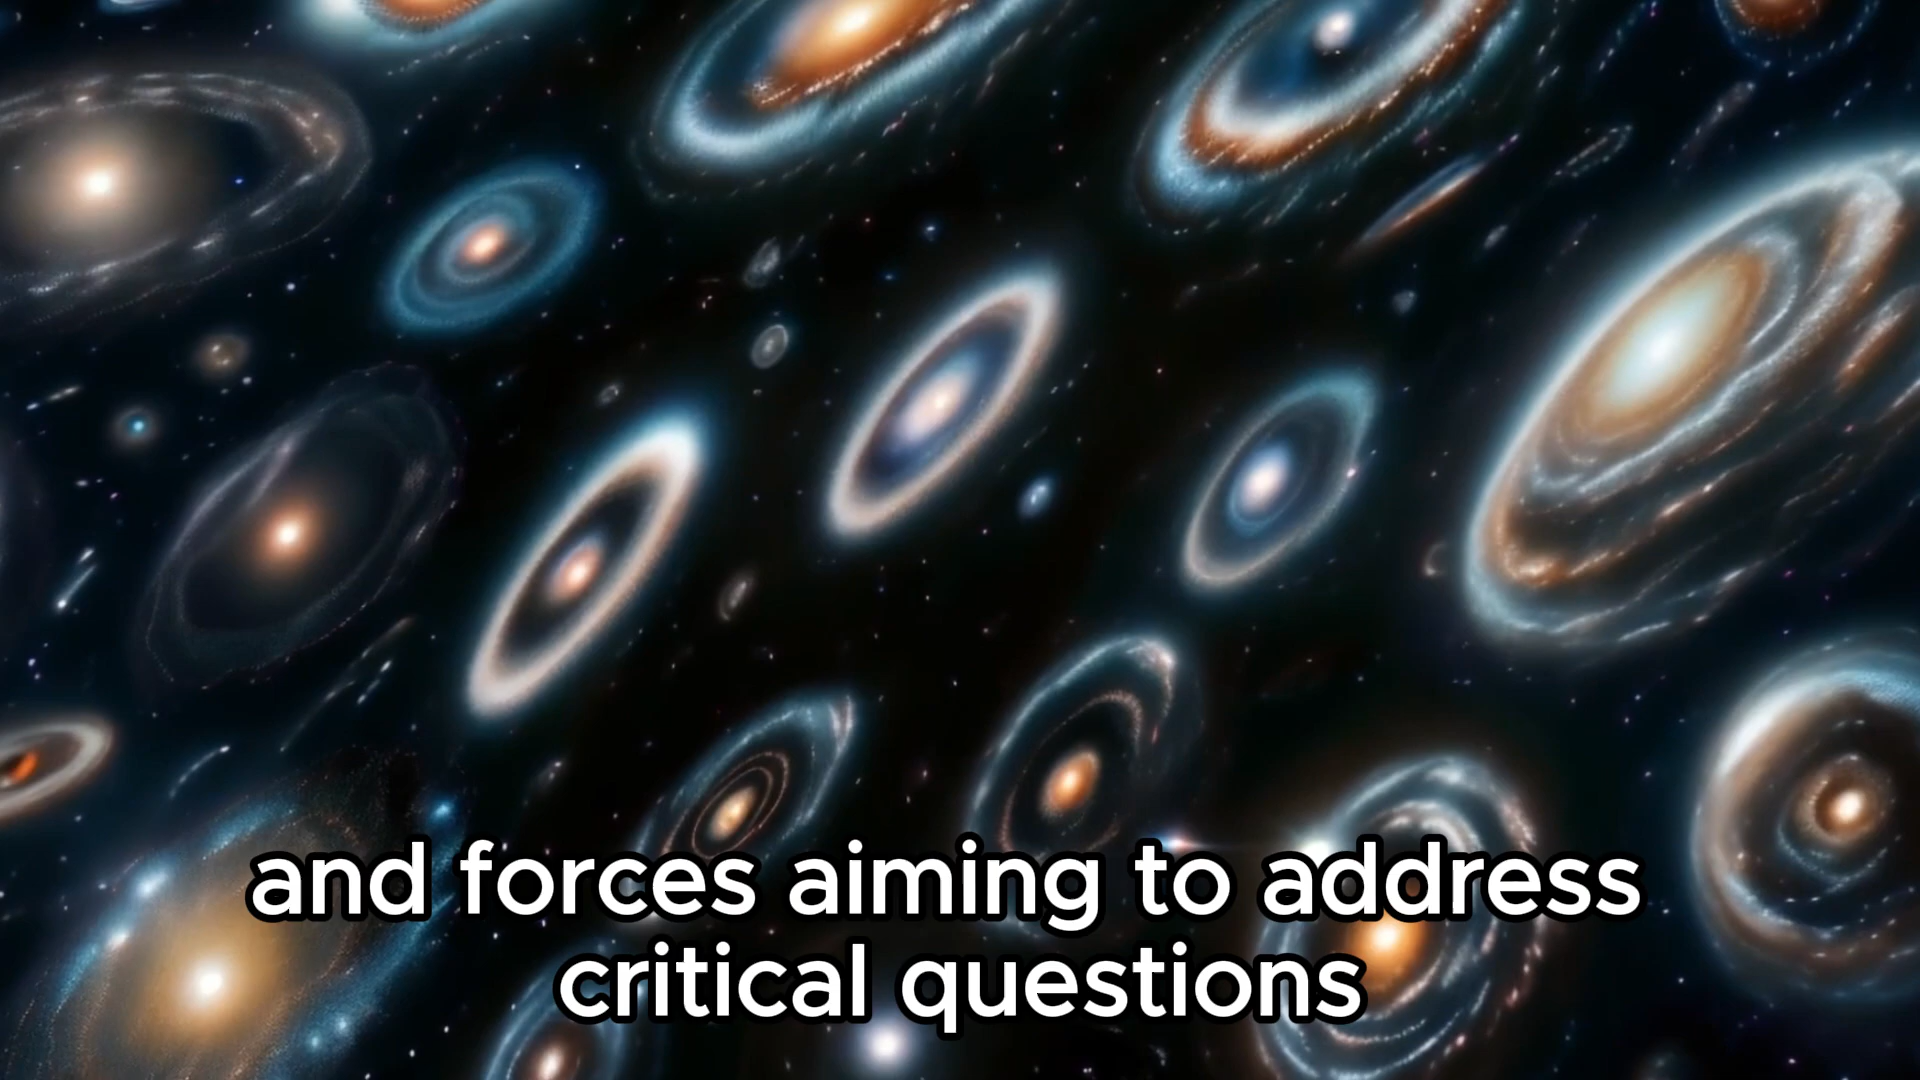 and forces aiming to address
critical questions